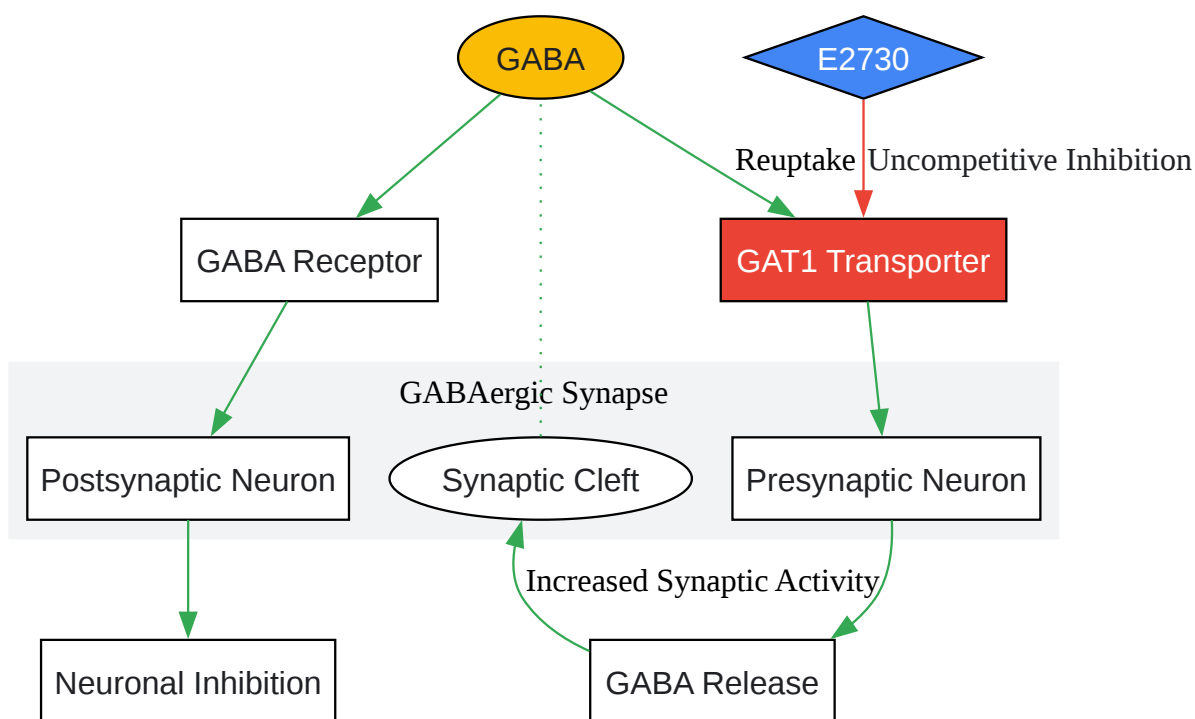 GABA
E2730
Reuptake
Uncompetitive Inhibition
GABA Receptor
GAT1 Transporter
GABAergic Synapse
Postsynaptic Neuron
Synaptic Cleft
Presynaptic Neuron
Increased Synaptic Activity
Neuronal Inhibition
GABA Release